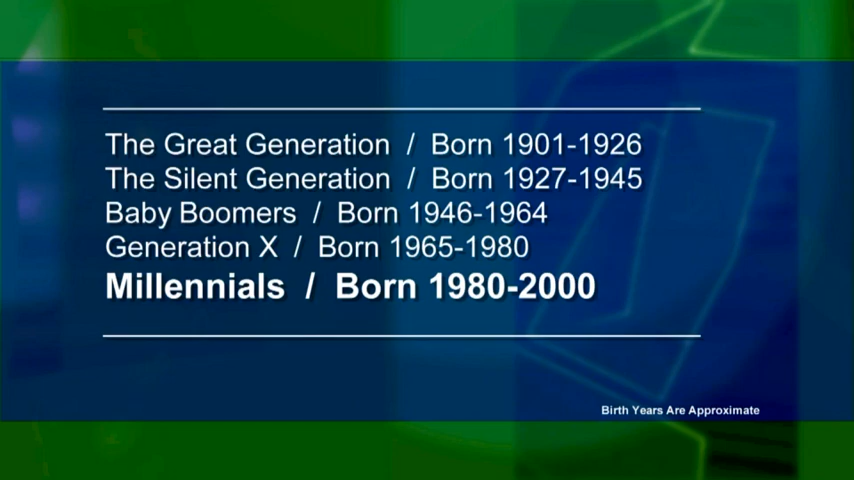 The Great Generation / Born 1901-1926
The Silent Generation / Born 1927-1945
Baby Boomers / Born 1946-1964
Generation X / Born 1965-1980
Millennials / Born 1980-2000
Birth Years Are Approximate